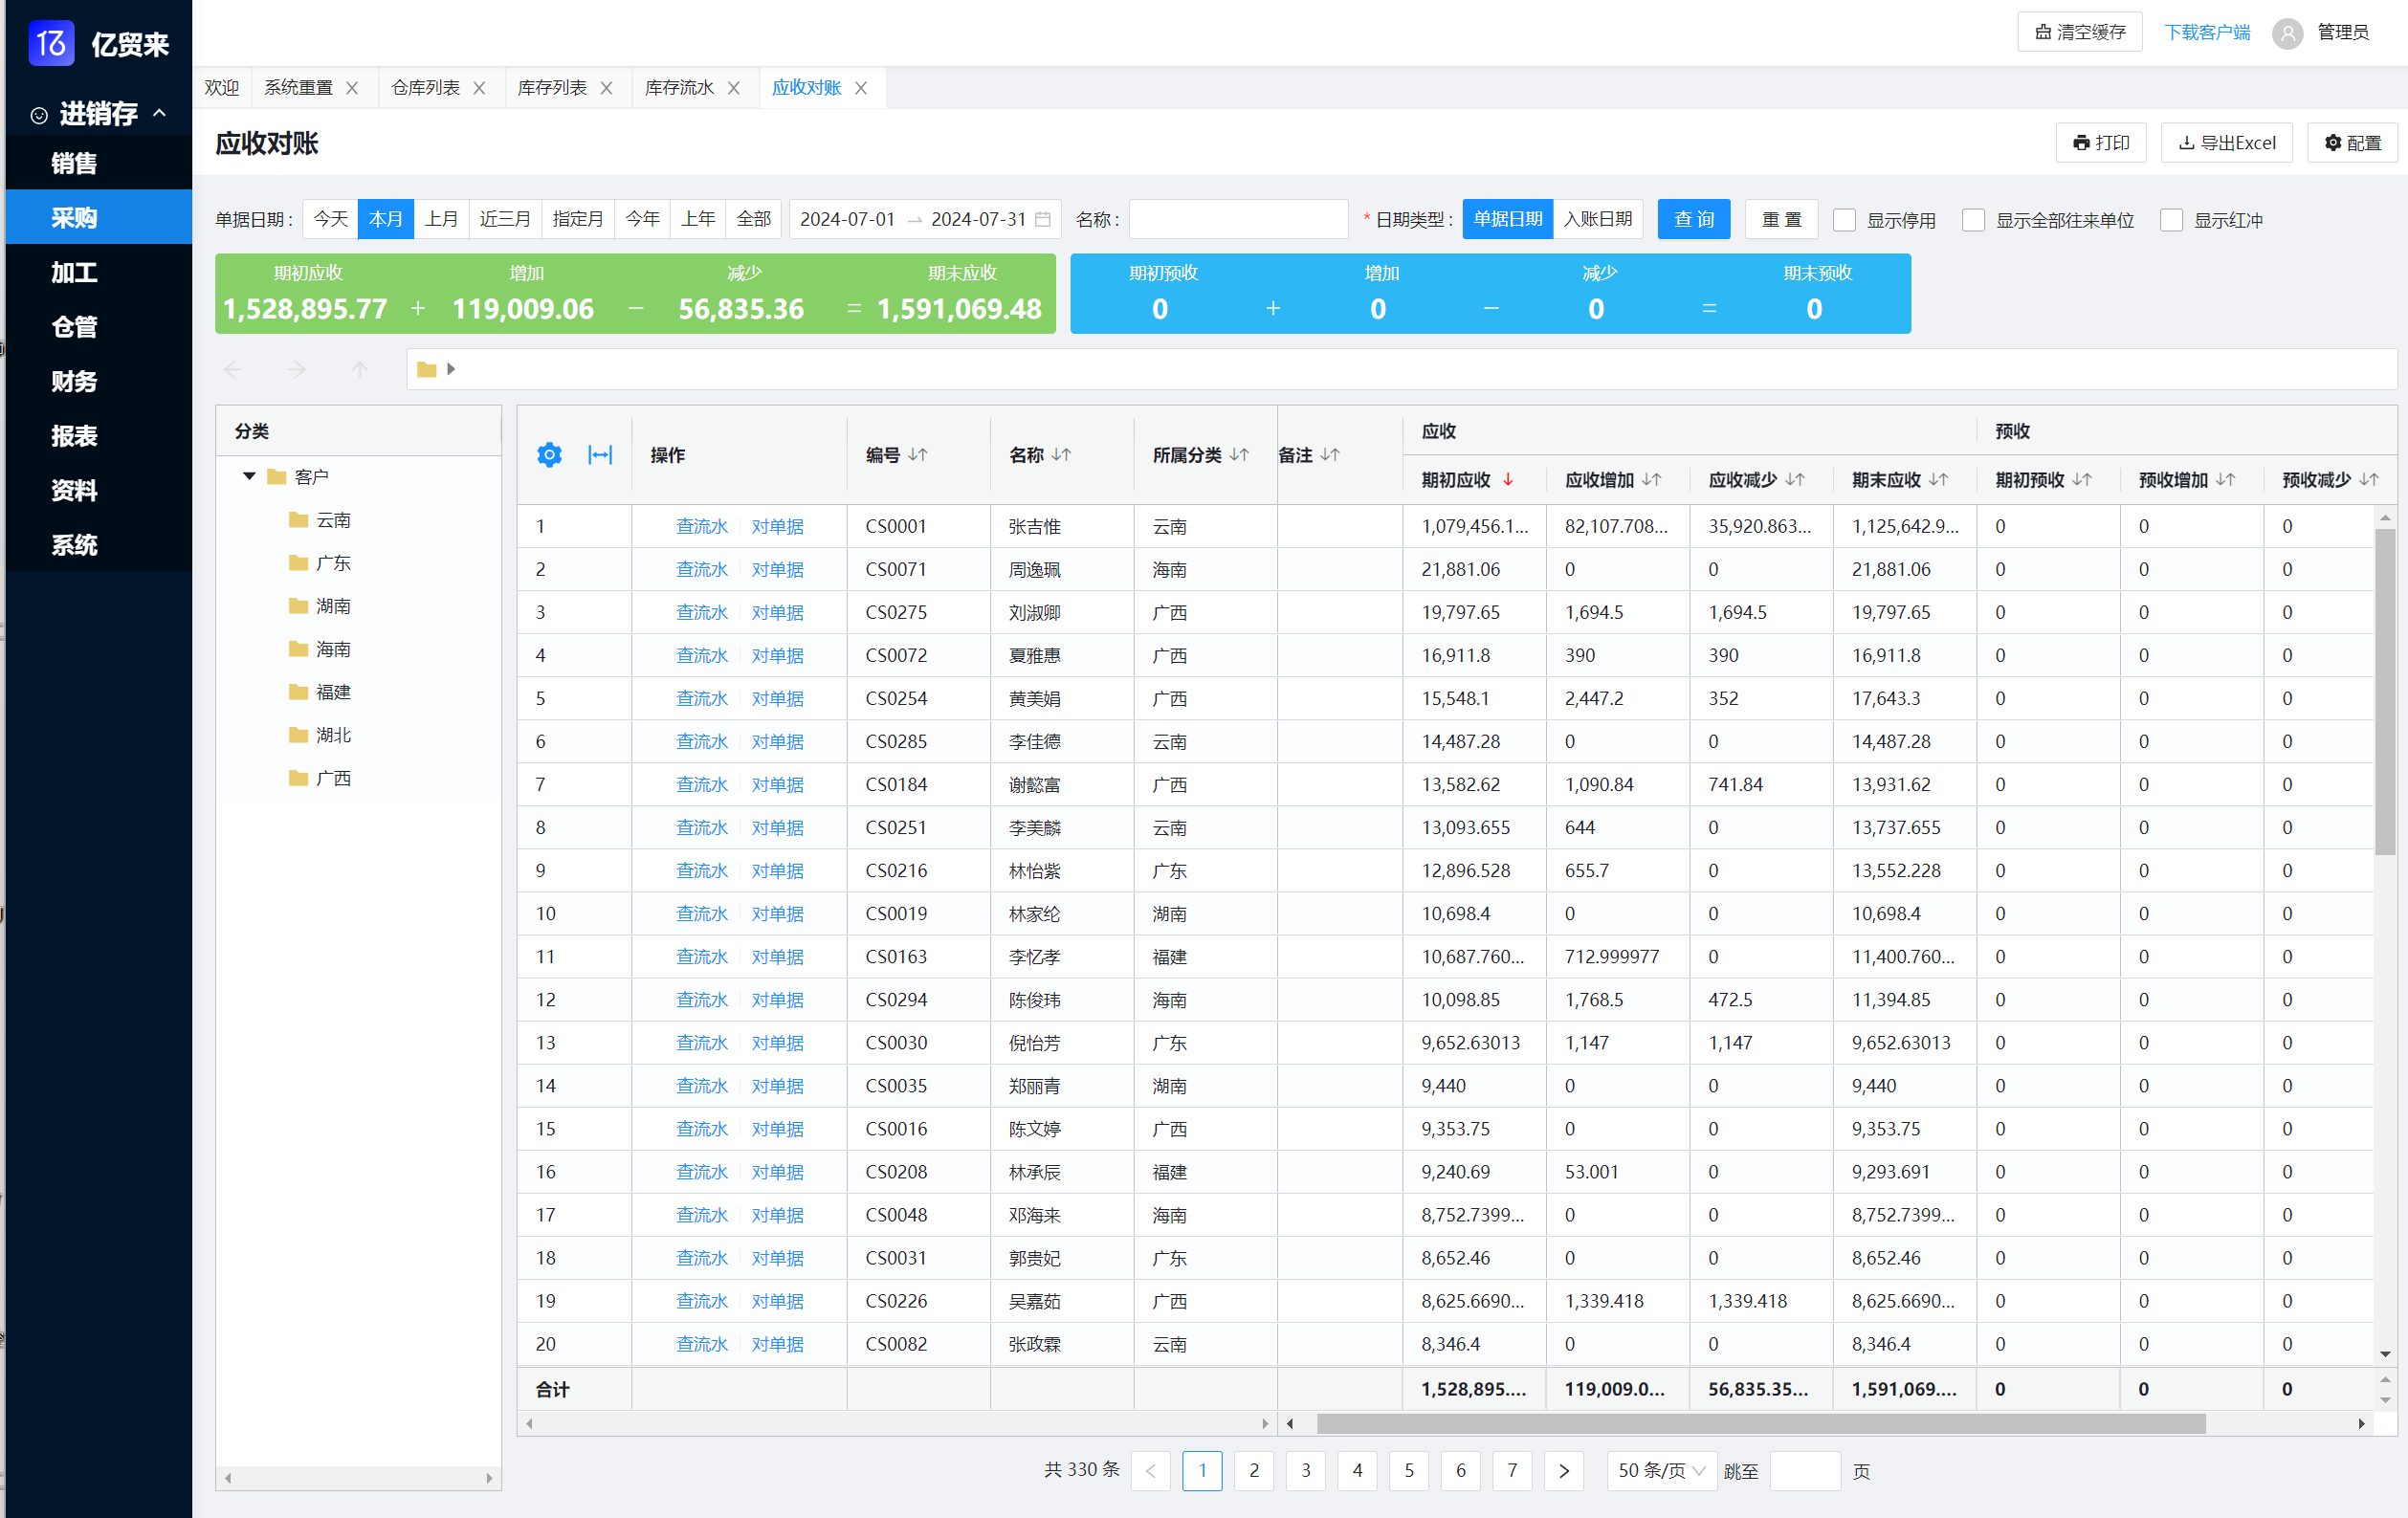 亿贸来
清空缓存 下载客户端 管理员
欢迎 系统重置 仓库列表 库存列表 库存流水 应收对账
进销存
销售
采购
加工
仓管
财务
报表
资料
系统
应收对账 打印 导出Excel 配置
单据日期 : 今天 本月 上月 近三月 指定月 今年 上年 全部 2024-07-01 → 2024-07-31 名称 : * 日期类型 : 单据日期 入账日期 查 询 重 置 显示停用 显示全部往来单位 显示红冲
期初应收 增加 减少 期末应收 期初预收 增加 减少 期末预收
1,528,895.77 + 119,009.06 − 56,835.36 = 1,591,069.48 0 + 0 − 0 = 0
分类
客户
云南
广东
湖南
海南
福建
湖北
广西
应收 预收
操作 编号 名称 所属分类 备注
期初应收 应收增加 应收减少 期末应收 期初预收 预收增加 预收减少
1 查流水 对单据 CS0001 张吉惟 云南 1,079,456.1... 82,107.708... 35,920.863... 1,125,642.9... 0 0 0
2 查流水 对单据 CS0071 周逸珮 海南 21,881.06 0 0 21,881.06 0 0 0
3 查流水 对单据 CS0275 刘淑卿 广西 19,797.65 1,694.5 1,694.5 19,797.65 0 0 0
4 查流水 对单据 CS0072 夏雅惠 广西 16,911.8 390 390 16,911.8 0 0 0
5 查流水 对单据 CS0254 黄美娟 广西 15,548.1 2,447.2 352 17,643.3 0 0 0
6 查流水 对单据 CS0285 李佳德 云南 14,487.28 0 0 14,487.28 0 0 0
7 查流水 对单据 CS0184 谢懿富 广西 13,582.62 1,090.84 741.84 13,931.62 0 0 0
8 查流水 对单据 CS0251 李美麟 云南 13,093.655 644 0 13,737.655 0 0 0
9 查流水 对单据 CS0216 林怡紫 广东 12,896.528 655.7 0 13,552.228 0 0 0
10 查流水 对单据 CS0019 林家纶 湖南 10,698.4 0 0 10,698.4 0 0 0
11 查流水 对单据 CS0163 李忆孝 福建 10,687.760... 712.999977 0 11,400.760... 0 0 0
12 查流水 对单据 CS0294 陈俊玮 海南 10,098.85 1,768.5 472.5 11,394.85 0 0 0
13 查流水 对单据 CS0030 倪怡芳 广东 9,652.63013 1,147 1,147 9,652.63013 0 0 0
14 查流水 对单据 CS0035 郑丽青 湖南 9,440 0 0 9,440 0 0 0
15 查流水 对单据 CS0016 陈文婷 广西 9,353.75 0 0 9,353.75 0 0 0
16 查流水 对单据 CS0208 林承辰 福建 9,240.69 53.001 0 9,293.691 0 0 0
17 查流水 对单据 CS0048 邓海来 海南 8,752.7399... 0 0 8,752.7399... 0 0 0
18 查流水 对单据 CS0031 郭贵妃 广东 8,652.46 0 0 8,652.46 0 0 0
19 查流水 对单据 CS0226 吴嘉茹 广西 8,625.6690... 1,339.418 1,339.418 8,625.6690... 0 0 0
20 查流水 对单据 CS0082 张政霖 云南 8,346.4 0 0 8,346.4 0 0 0
合计 1,528,895.... 119,009.0... 56,835.35... 1,591,069.... 0 0 0
共 330 条 < 1 2 3 4 5 6 7 > 50 条/页 跳至 页